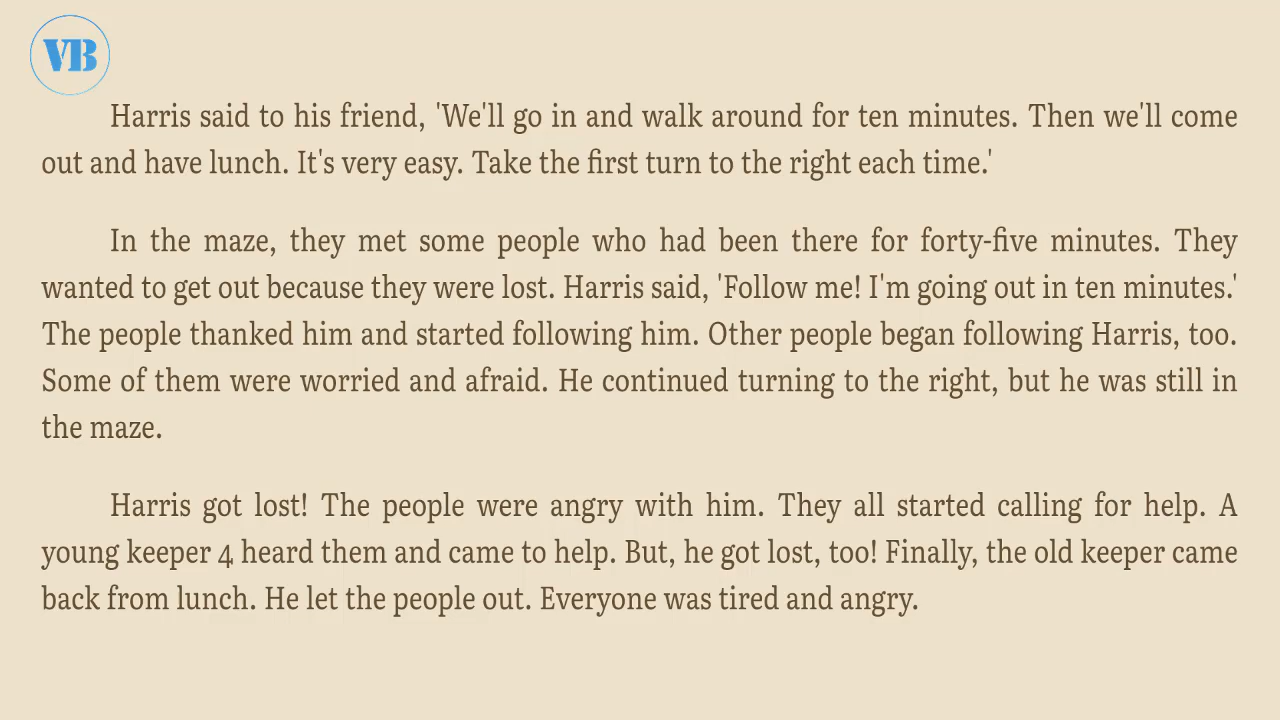 VB
Harris said to his friend, 'We'll go in and walk around for ten minutes. Then we'll come
out and have lunch. It's very easy. Take the first turn to the right each time.'
In the maze, they met some people who had been there for forty-five minutes. They
wanted to get out because they were lost. Harris said, 'Follow me! I'm going out in ten minutes.'
The people thanked him and started following him. Other people began following Harris, too.
Some of them were worried and afraid. He continued turning to the right, but he was still in
the maze.
Harris got lost! The people were angry with him. They all started calling for help. A
young keeper 4 heard them and came to help. But, he got lost, too! Finally, the old keeper came
back from lunch. He let the people out. Everyone was tired and angry.